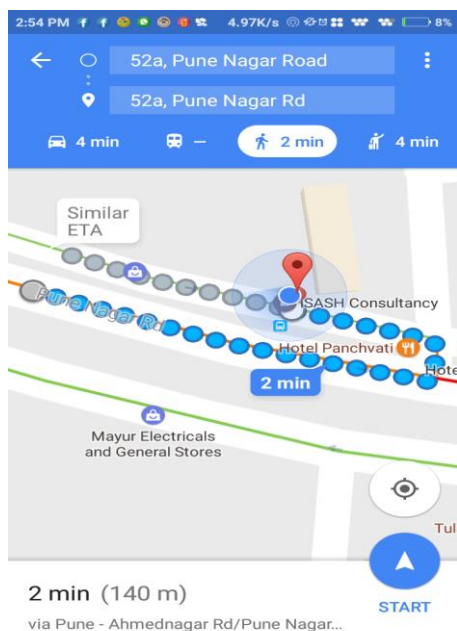 2:54 PM 4.97K/s 8%
52a, Pune Nagar Road
52a, Pune Nagar Rd
4 min – 2 min 4 min
Similar
ETA
Pune Nagar Rd
ISASH Consultancy
Hotel Panchvati
Hote
2 min
Mayur Electricals
and General Stores
Tul
2 min (140 m)
START
via Pune - Ahmednagar Rd/Pune Nagar...